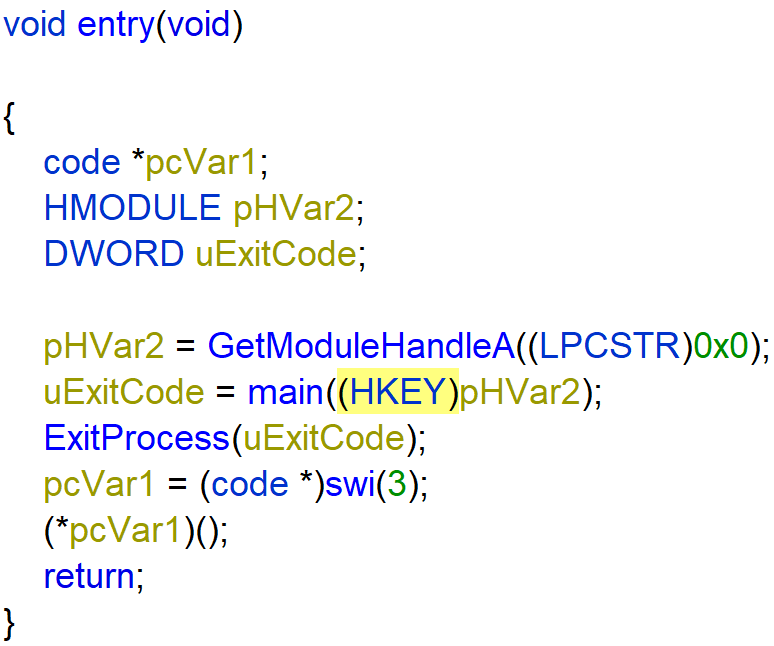 void entry(void)
{
code *pcVar1;
HMODULE pHVar2;
DWORD uExitCode;
pHVar2 = GetModuleHandleA((LPCSTR)0x0);
uExitCode = main((HKEY)pHVar2);
ExitProcess(uExitCode);
pcVar1 = (code *)swi(3);
(*pcVar1)();
return;
}